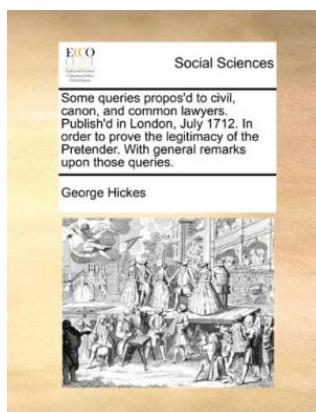 ECCO
Social Sciences
Some queries propos'd to civil,
canon, and common lawyers.
Publish'd in London, July 1712. In
order to prove the legitimacy of the
Pretender. With general remarks
upon those queries.
George Hickes